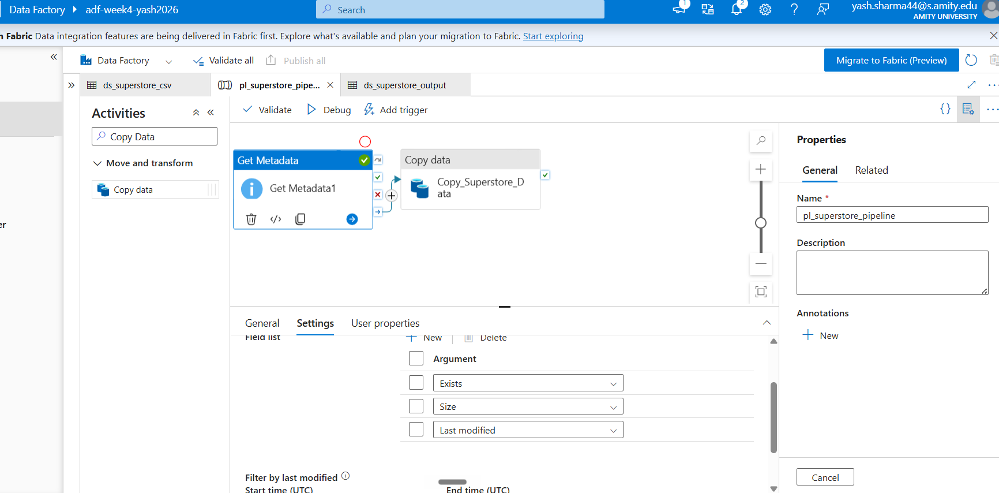 Data Factory
adf-week4-yash2026
Search
1
2
yash.sharma44@s.amity.edu
AMITY UNIVERSITY
n Fabric Data integration features are being delivered in Fabric first. Explore what's available and plan your migration to Fabric. Start exploring
Data Factory
Validate all
Publish all
Migrate to Fabric (Preview)
ds_superstore_csv
pl_superstore_pipe...
ds_superstore_output
Activities
Copy Data
Move and transform
Copy data
er
Validate
Debug
Add trigger
Get Metadata
Get Metadata1
Copy data
Copy_Superstore_D
ata
General
Settings
User properties
Field list
New
Delete
Argument
Exists
Size
Last modified
Filter by last modified
Start time (UTC)
End time (UTC)
Properties
General
Related
Name *
pl_superstore_pipeline
Description
Annotations
New
Cancel